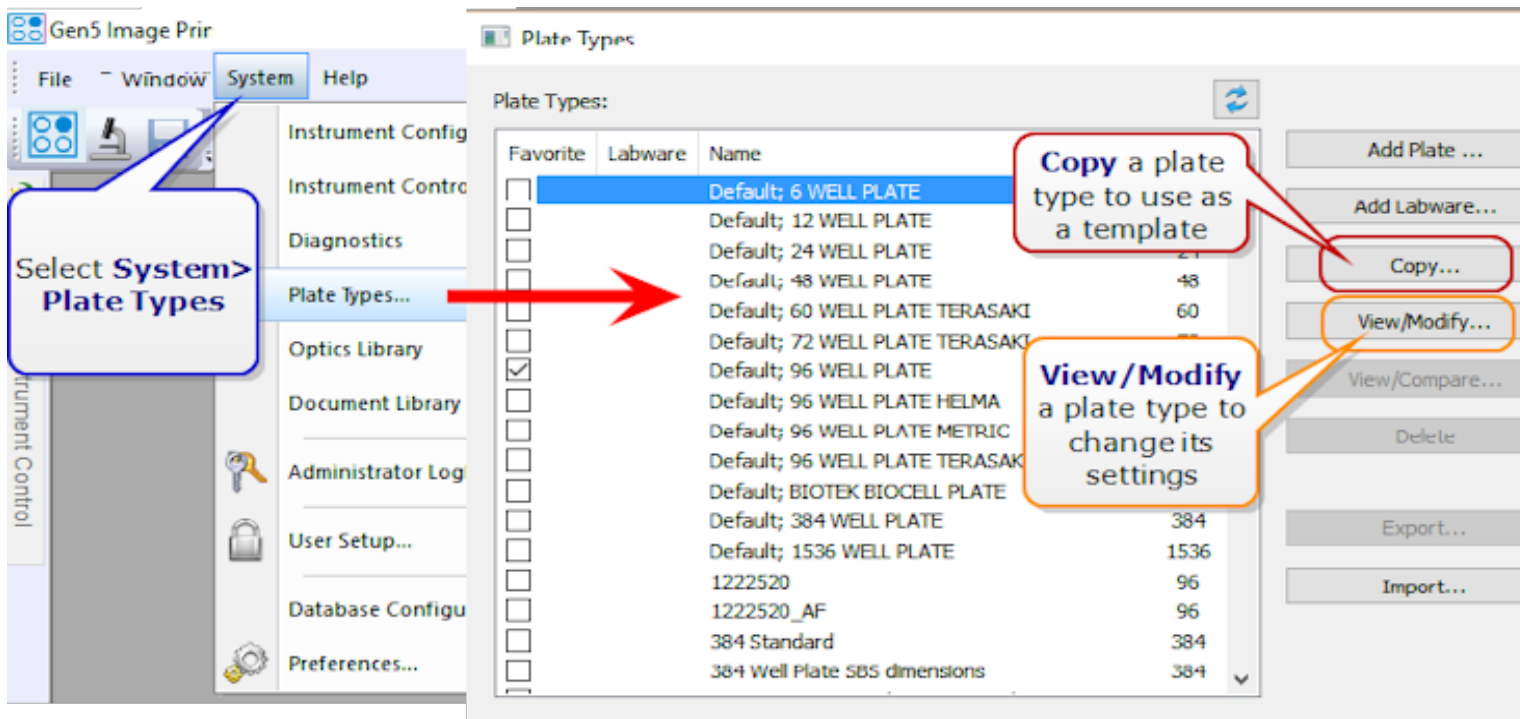 Gen5 Image Prir
File Window System Help
Instrument Config
Instrument Contro
Diagnostics
Plate Types...
Optics Library
Document Library
Administrator Logi
User Setup...
Database Configu
Preferences...
Select System>
Plate Types
trument Control
Plate Types
Plate Types:
Favorite Labware Name
Default; 6 WELL PLATE
Default; 12 WELL PLATE
Default; 24 WELL PLATE
Default; 48 WELL PLATE 48
Default; 60 WELL PLATE TERASAKI 60
Default; 72 WELL PLATE TERASAKI
Default; 96 WELL PLATE
Default; 96 WELL PLATE HELMA
Default; 96 WELL PLATE METRIC
Default; 96 WELL PLATE TERASAK
Default; BIOTEK BIOCELL PLATE
Default; 384 WELL PLATE 384
Default; 1536 WELL PLATE 1536
1222520 96
1222520_AF 96
384 Standard 384
384 Well Plate SBS dimensions 384
Copy a plate
type to use as
a template
View/Modify
a plate type to
change its
settings
Add Plate ...
Add Labware...
Copy...
View/Modify...
View/Compare...
Delete
Export...
Import...